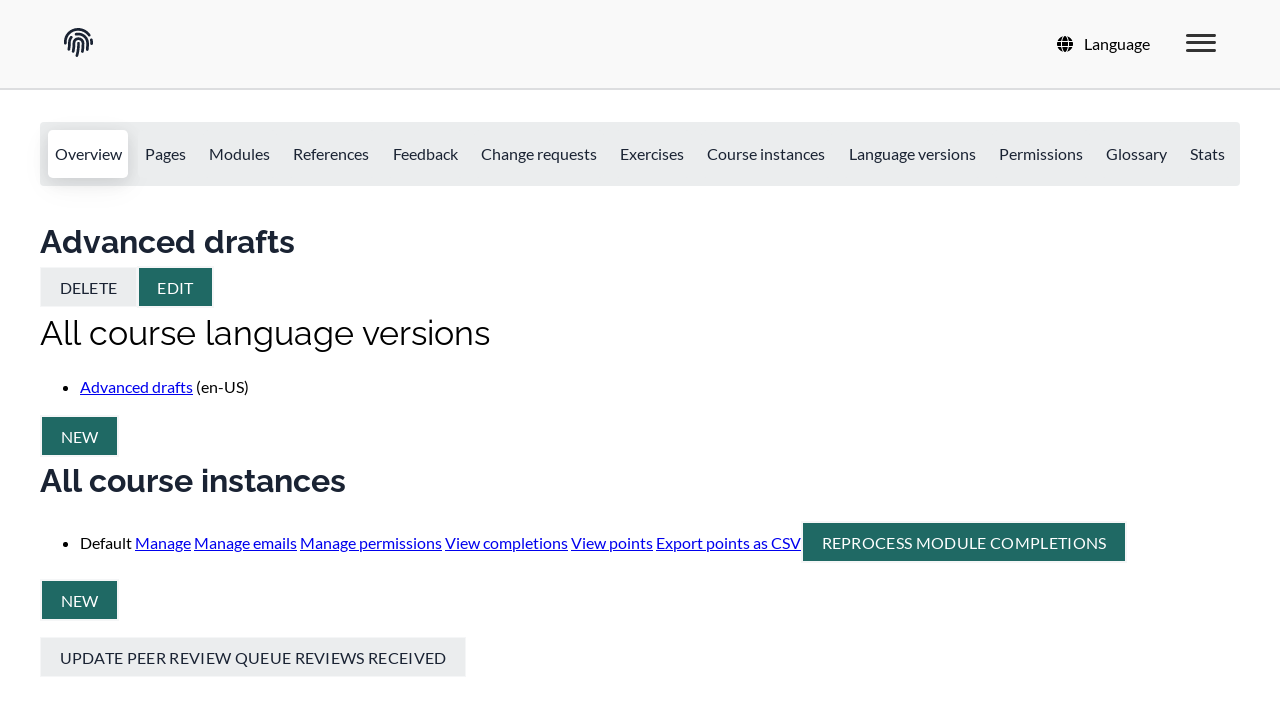 Language
Overview Pages Modules References Feedback Change requests Exercises Course instances Language versions Permissions Glossary Stats
Advanced drafts
DELETE EDIT
All course language versions
Advanced drafts (en-US)
NEW
All course instances
Default Manage Manage emails Manage permissions View completions View points Export points as CSV REPROCESS MODULE COMPLETIONS
NEW
UPDATE PEER REVIEW QUEUE REVIEWS RECEIVED